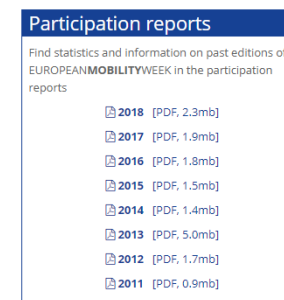 Participation reports
Find statistics and information on past editions of
EUROPEANMOBILITYWEEK in the participation
reports
2018 [PDF, 2.3mb]
2017 [PDF, 1.9mb]
2016 [PDF, 1.8mb]
2015 [PDF, 1.5mb]
2014 [PDF, 1.4mb]
2013 [PDF, 5.0mb]
2012 [PDF, 1.7mb]
2011 [PDF, 0.9mb]